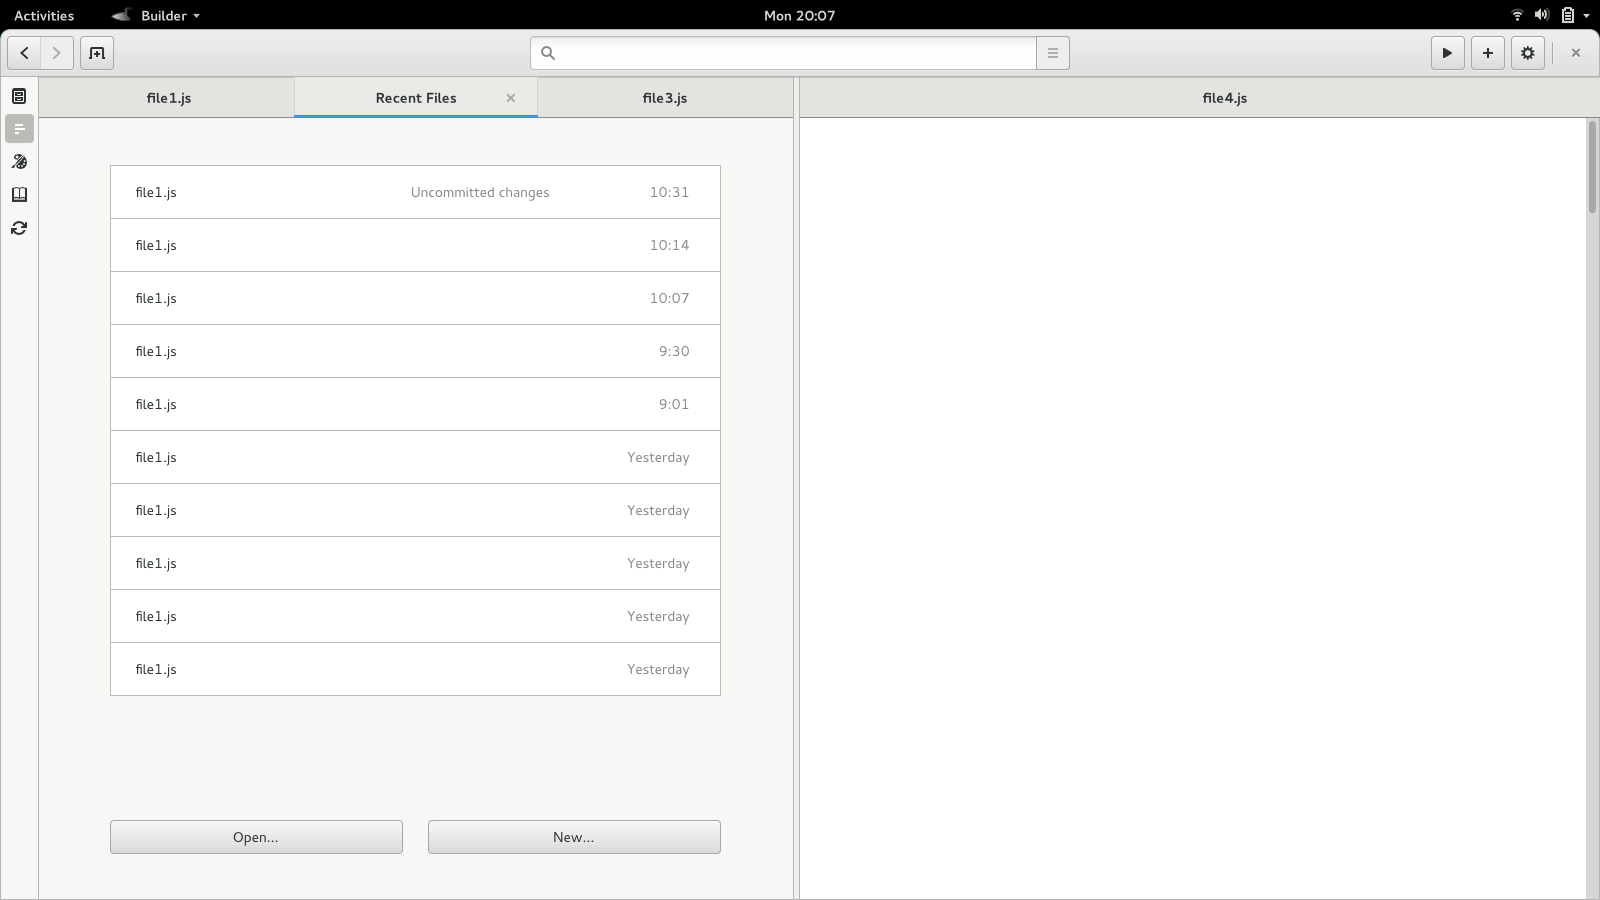 Activities Builder Mon 20:07
file1.js Recent Files file3.js file4.js
file1.js Uncommitted changes 10:31
file1.js 10:14
file1.js 10:07
file1.js 9:30
file1.js 9:01
file1.js Yesterday
file1.js Yesterday
file1.js Yesterday
file1.js Yesterday
file1.js Yesterday
Open... New...